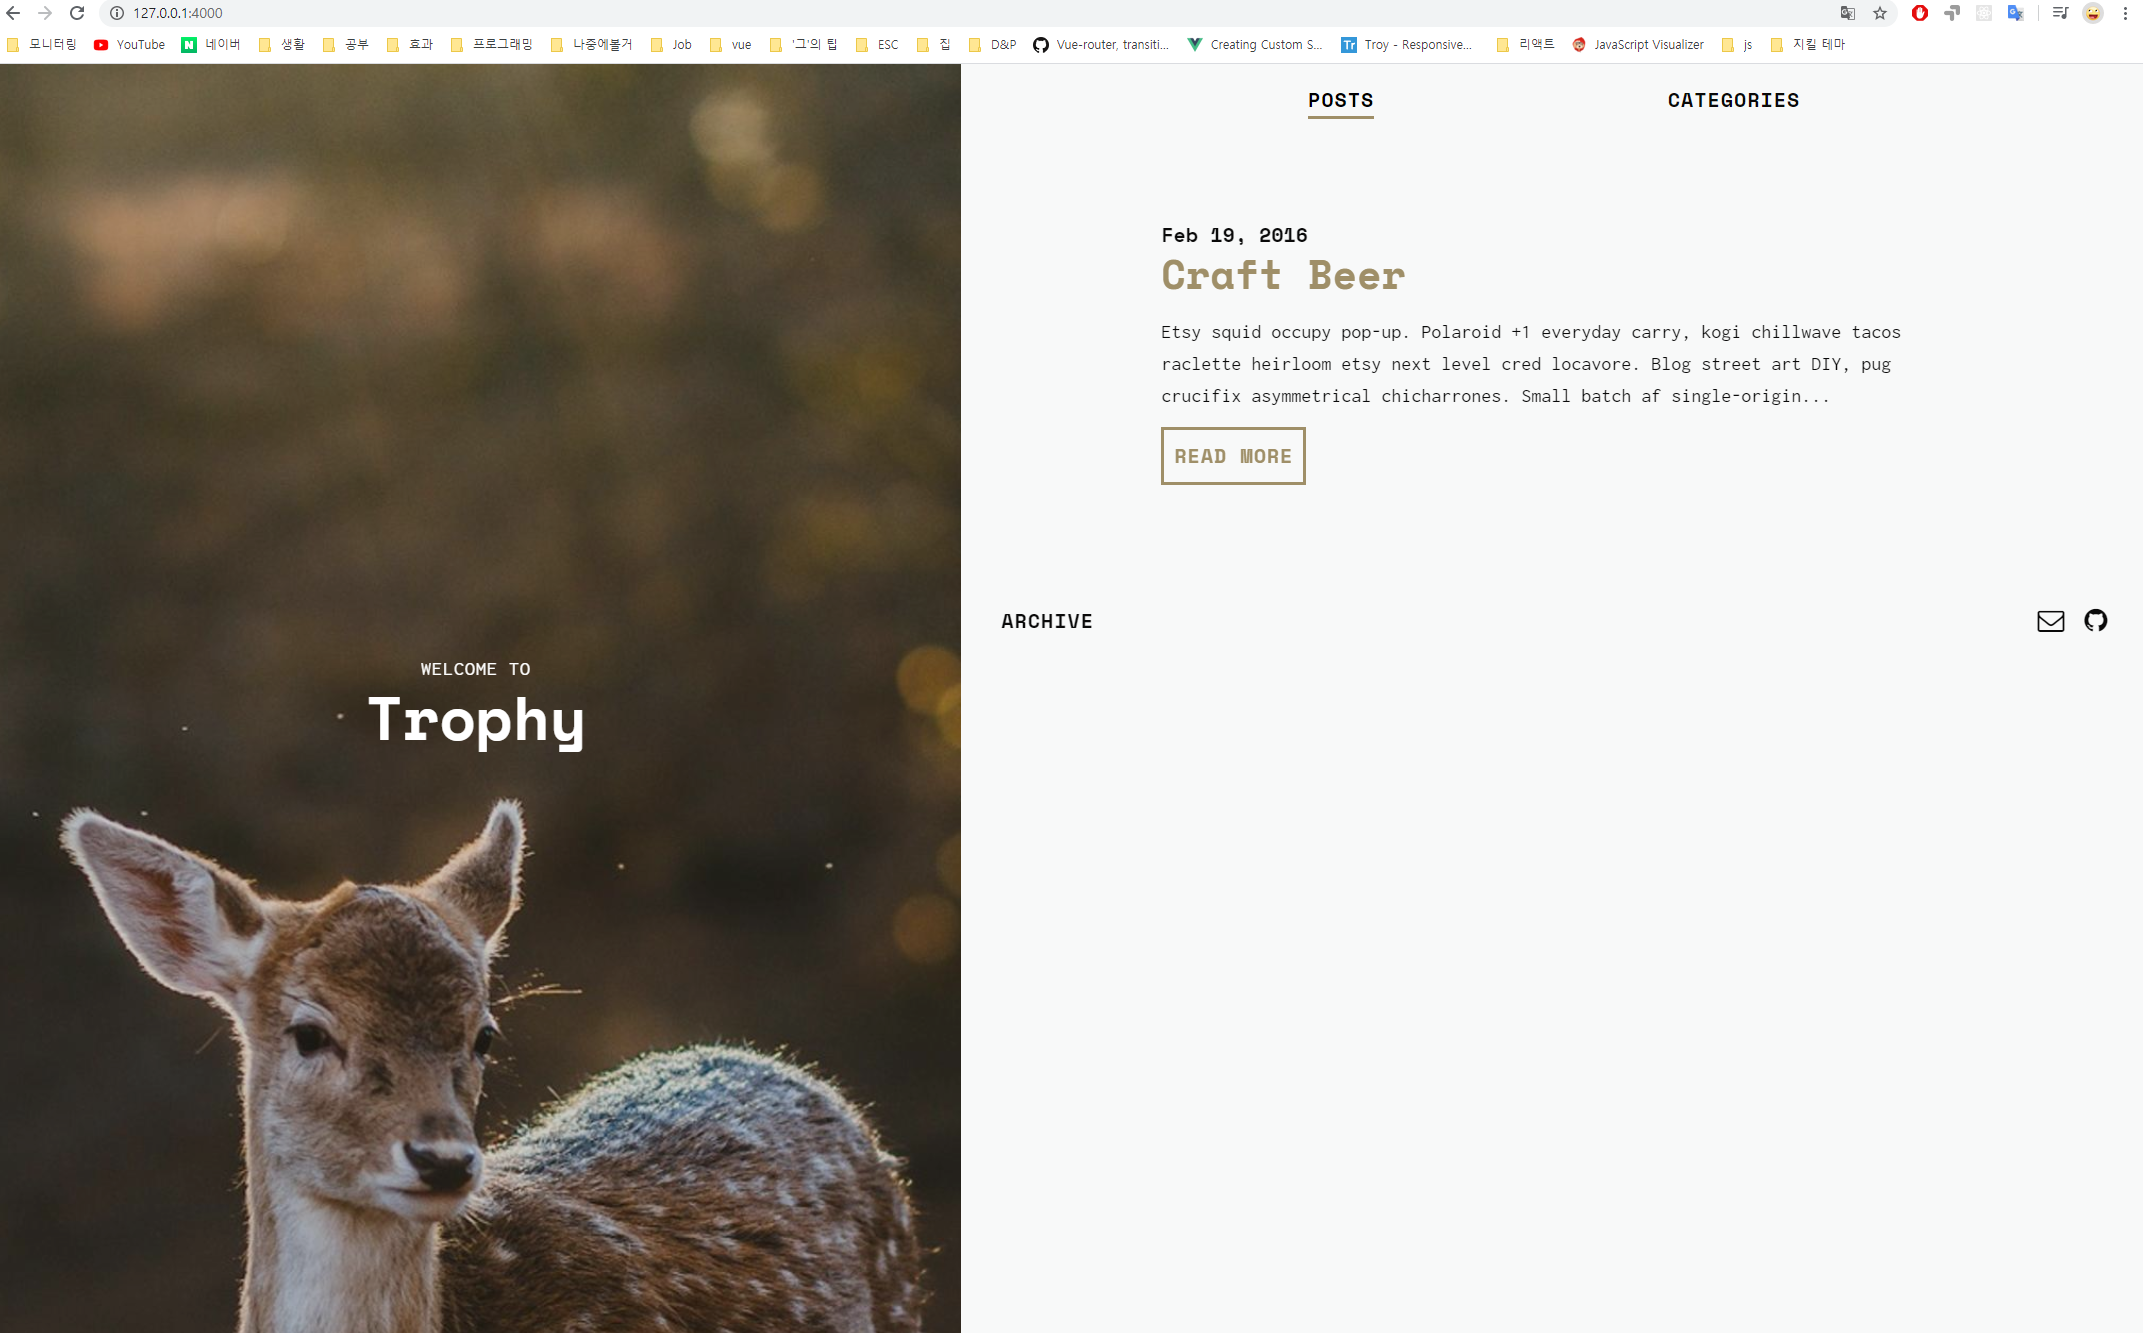 127.0.0.1:4000
모니터링 YouTube 네이버 생활 공부 효과 프로그래밍 나중에볼거 Job vue '그'의 팁 ESC 집 D&P Vue-router, transiti... Creating Custom S... Tr Troy - Responsive... 리액트 JavaScript Visualizer js 지킬 테마
POSTS CATEGORIES
Feb 19, 2016
Craft Beer
Etsy squid occupy pop-up. Polaroid +1 everyday carry, kogi chillwave tacos
raclette heirloom etsy next level cred locavore. Blog street art DIY, pug
crucifix asymmetrical chicharrones. Small batch af single-origin...
READ MORE
ARCHIVE
WELCOME TO
Trophy